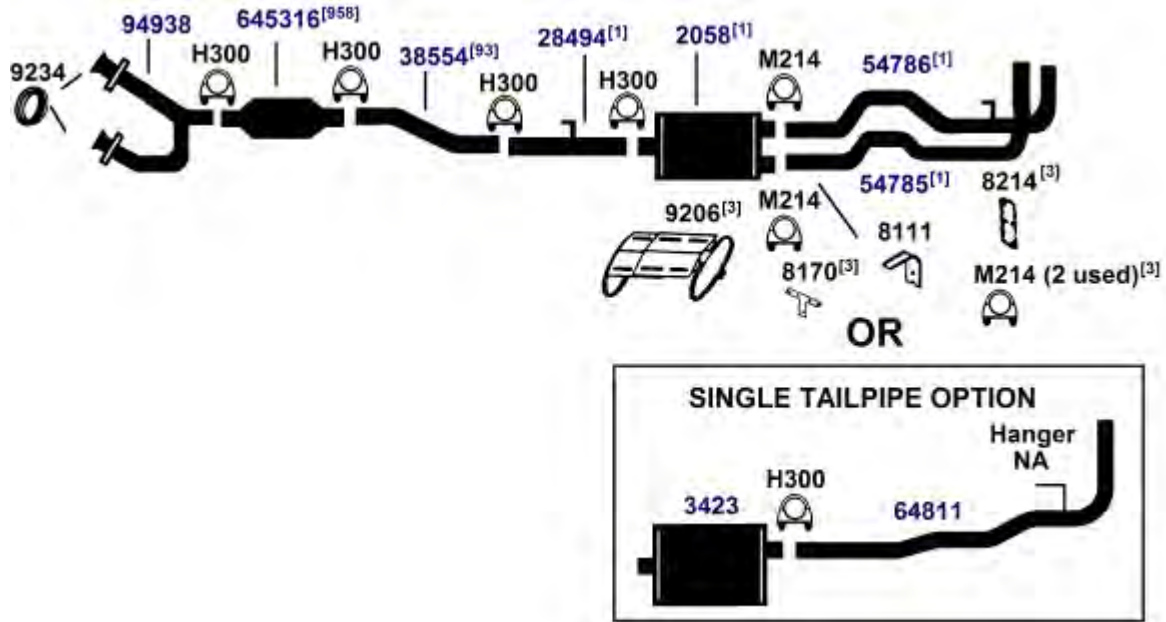 94938
645316[958]
9234
H300
H300
38554[93]
28494[1]
2058[1]
H300
H300
M214
54786[1]
54785[1]
8214[3]
9206[3]
M214
8111
8170[3]
M214 (2 used)[3]
OR
SINGLE TAILPIPE OPTION
Hanger
NA
H300
3423
64811